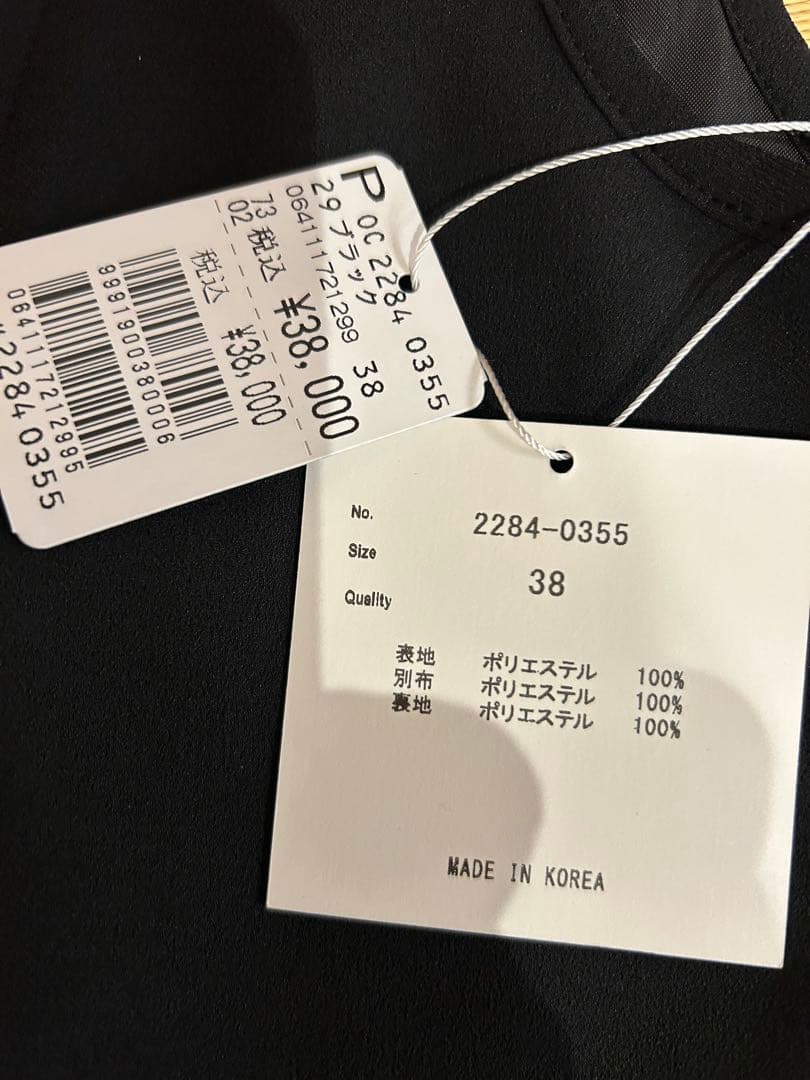 P OC 2284 0355
29 ブラック 38
064111721299
73 税込 ¥38,000
02
税込 ¥38,000
9991900380006
0641117212995
2284 0355
No. 2284-0355
Size 38
Quality
表地 ポリエステル 100%
別布 ポリエステル 100%
裏地 ポリエステル 100%
MADE IN KOREA